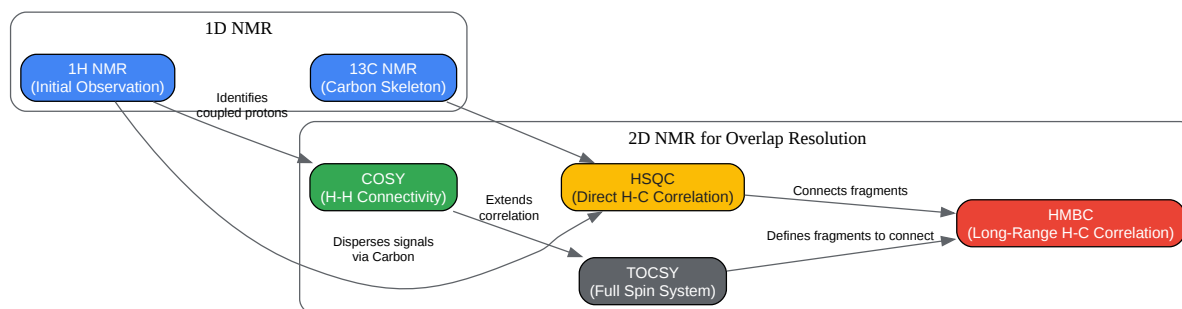 1D NMR
1H NMR
(Initial Observation)
13C NMR
(Carbon Skeleton)
Identifies
coupled protons
2D NMR for Overlap Resolution
COSY
(H-H Connectivity)
HSQC
(Direct H-C Correlation)
Extends
correlation
Connects fragments
HMBC
(Long-Range H-C Correlation)
Disperses signals
via Carbon
Defines fragments to connect
TOCSY
(Full Spin System)